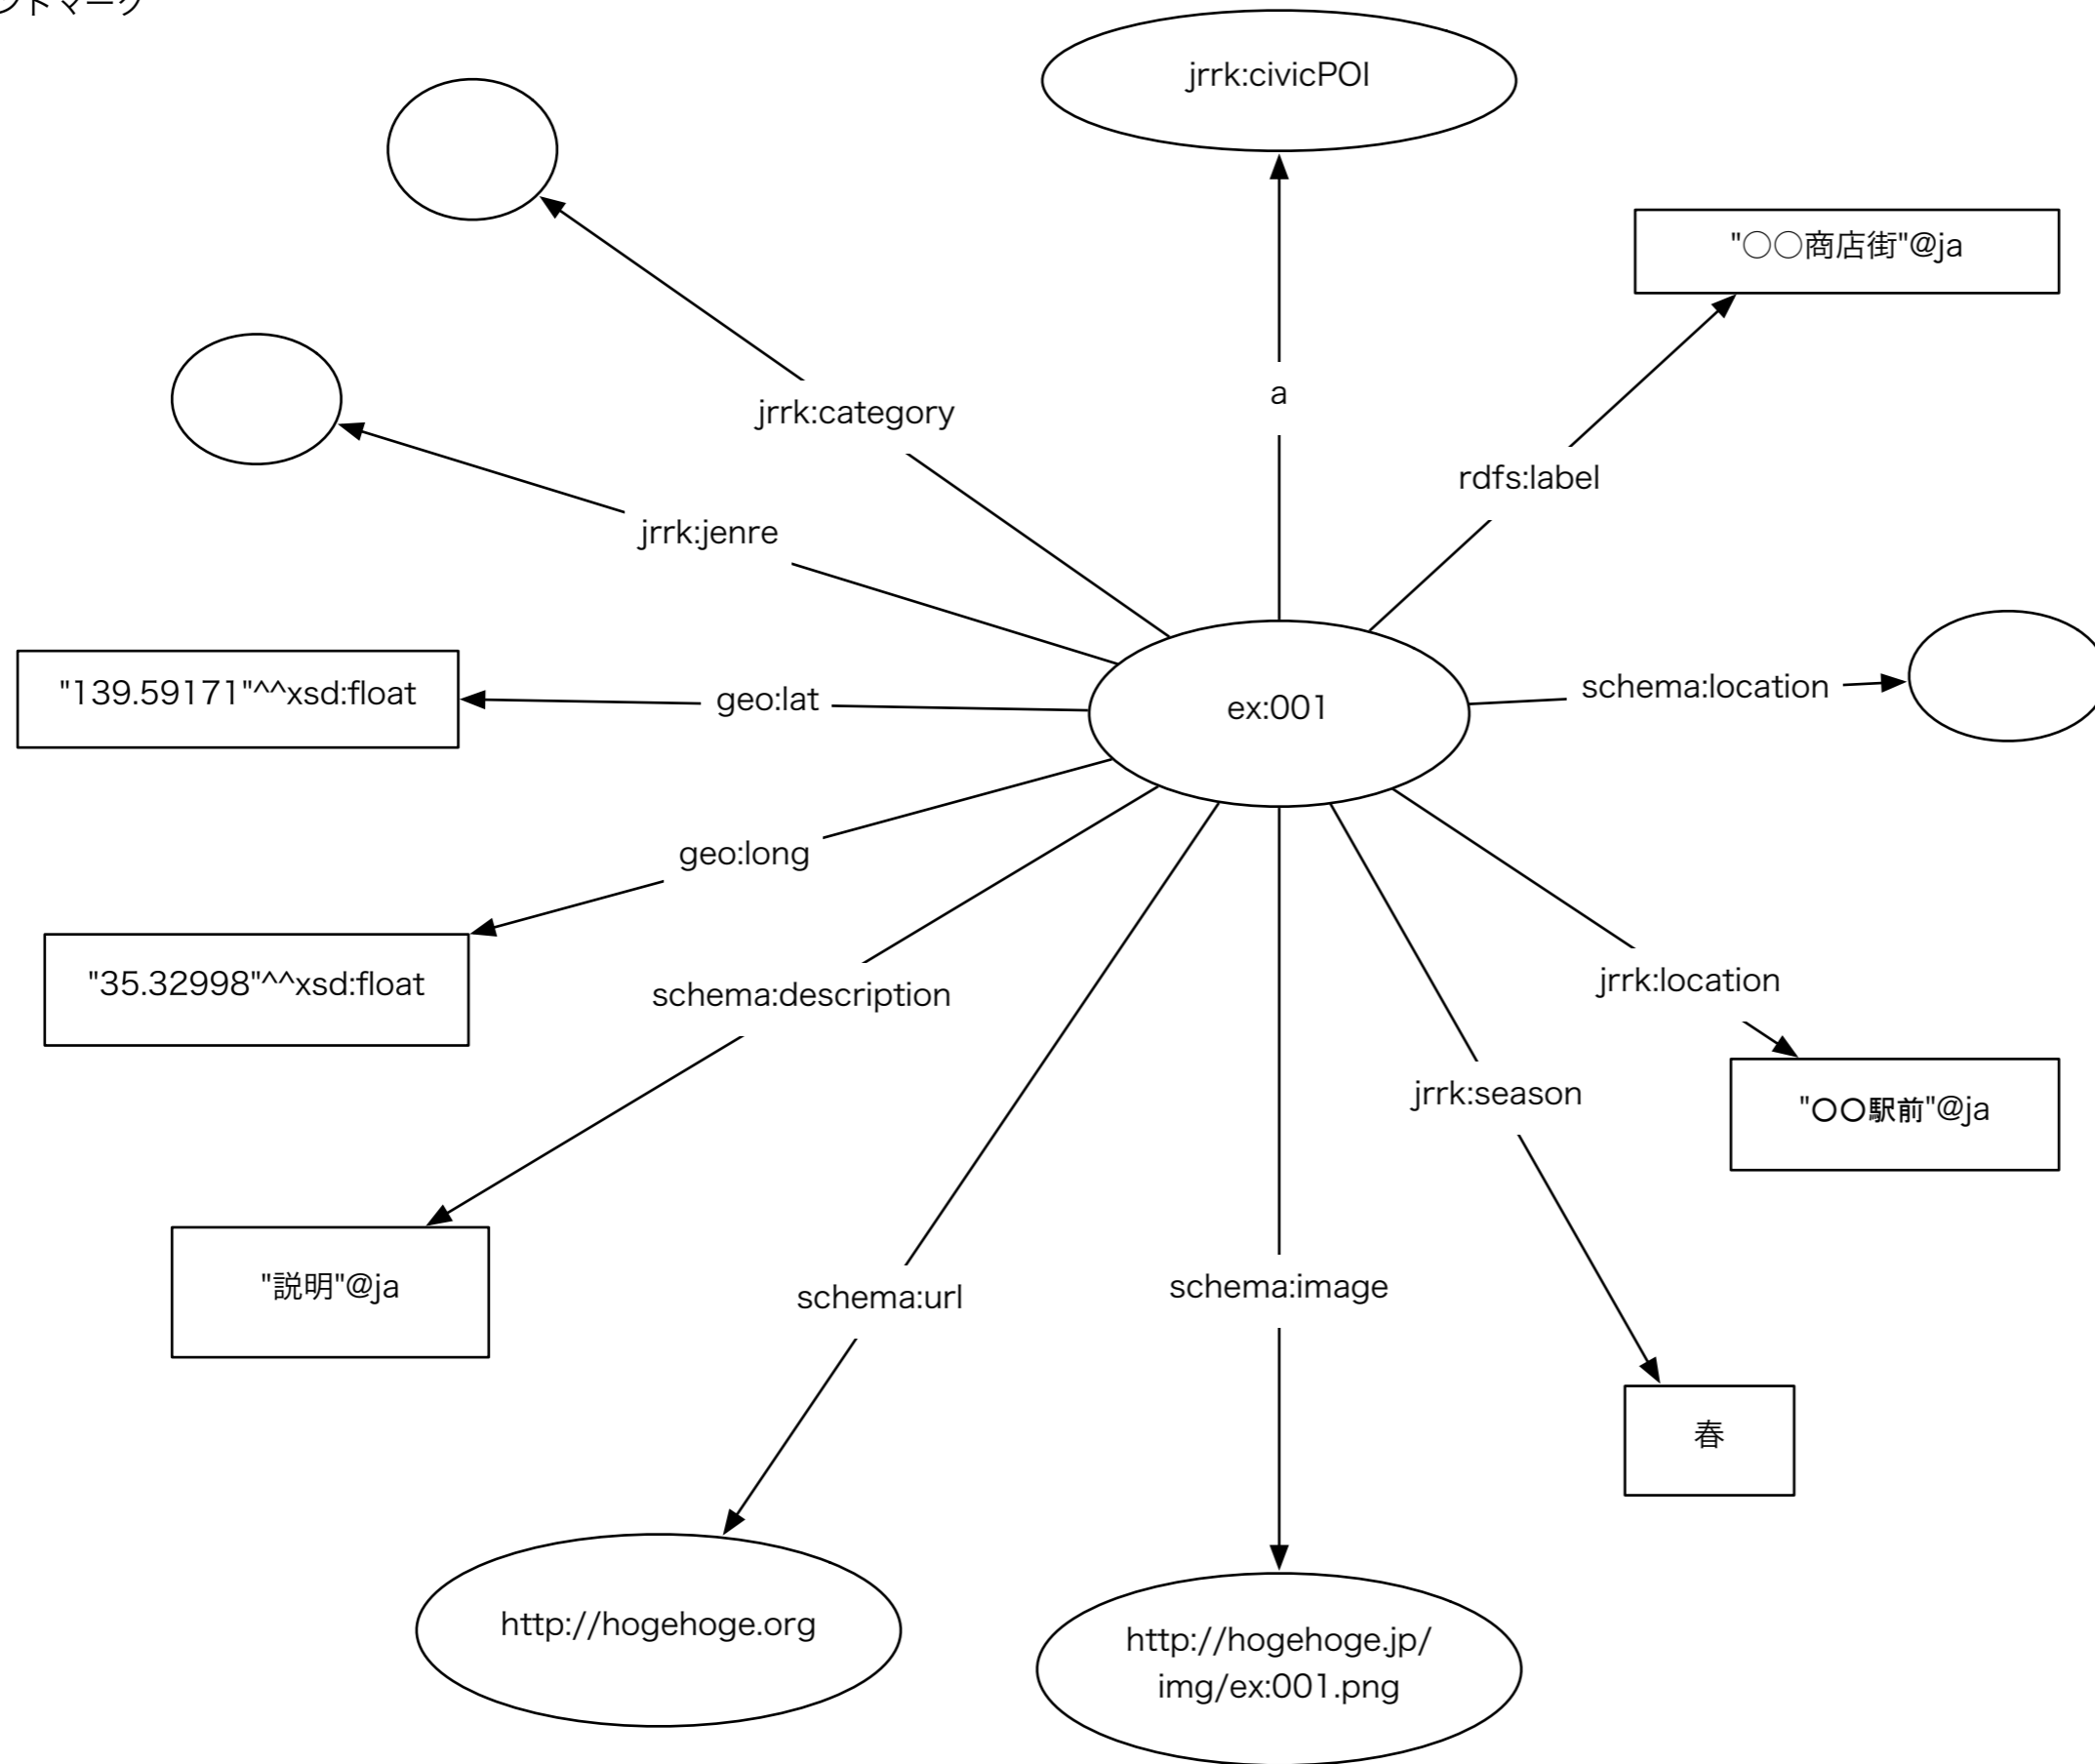 jrrk:civicPOI
"○○商店街"@ja
a
jrrk:category
rdfs:label
jrrk:jenre
schema:location
"139.59171"^^xsd:float
geo:lat
ex:001
geo:long
"35.32998"^^xsd:float
schema:description
jrrk:location
jrrk:season
"〇〇駅前"@ja
"説明"@ja
schema:url
schema:image
春
http://hogehoge.org
http://hogehoge.jp/
img/ex:001.png